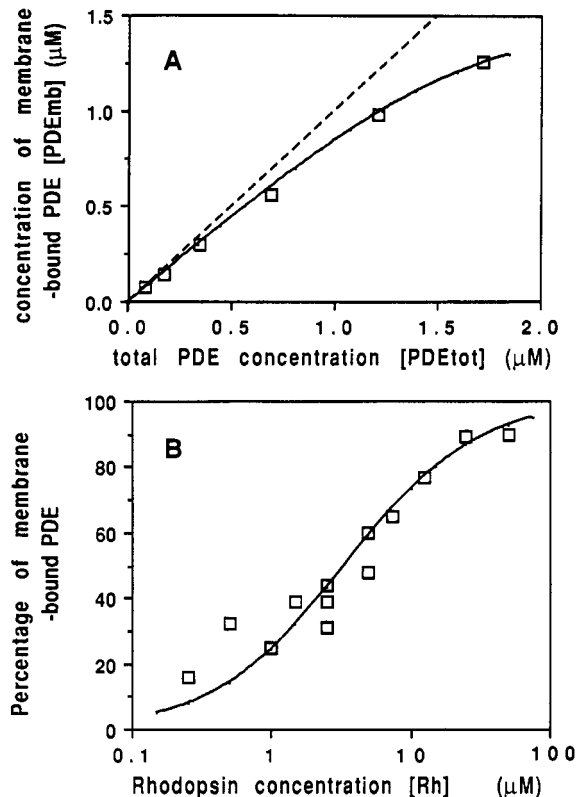 A
concentration of membrane
-bound PDE [PDEmb] (µM)
1.5
1.0
0.5
0.0
0.0 0.5 1.0 1.5 2.0
total PDE concentration [PDEtot] (µM)
B
Percentage of membrane
-bound PDE
100
80
60
40
20
0
0.1 1 10 100
Rhodopsin concentration [Rh] (µM)